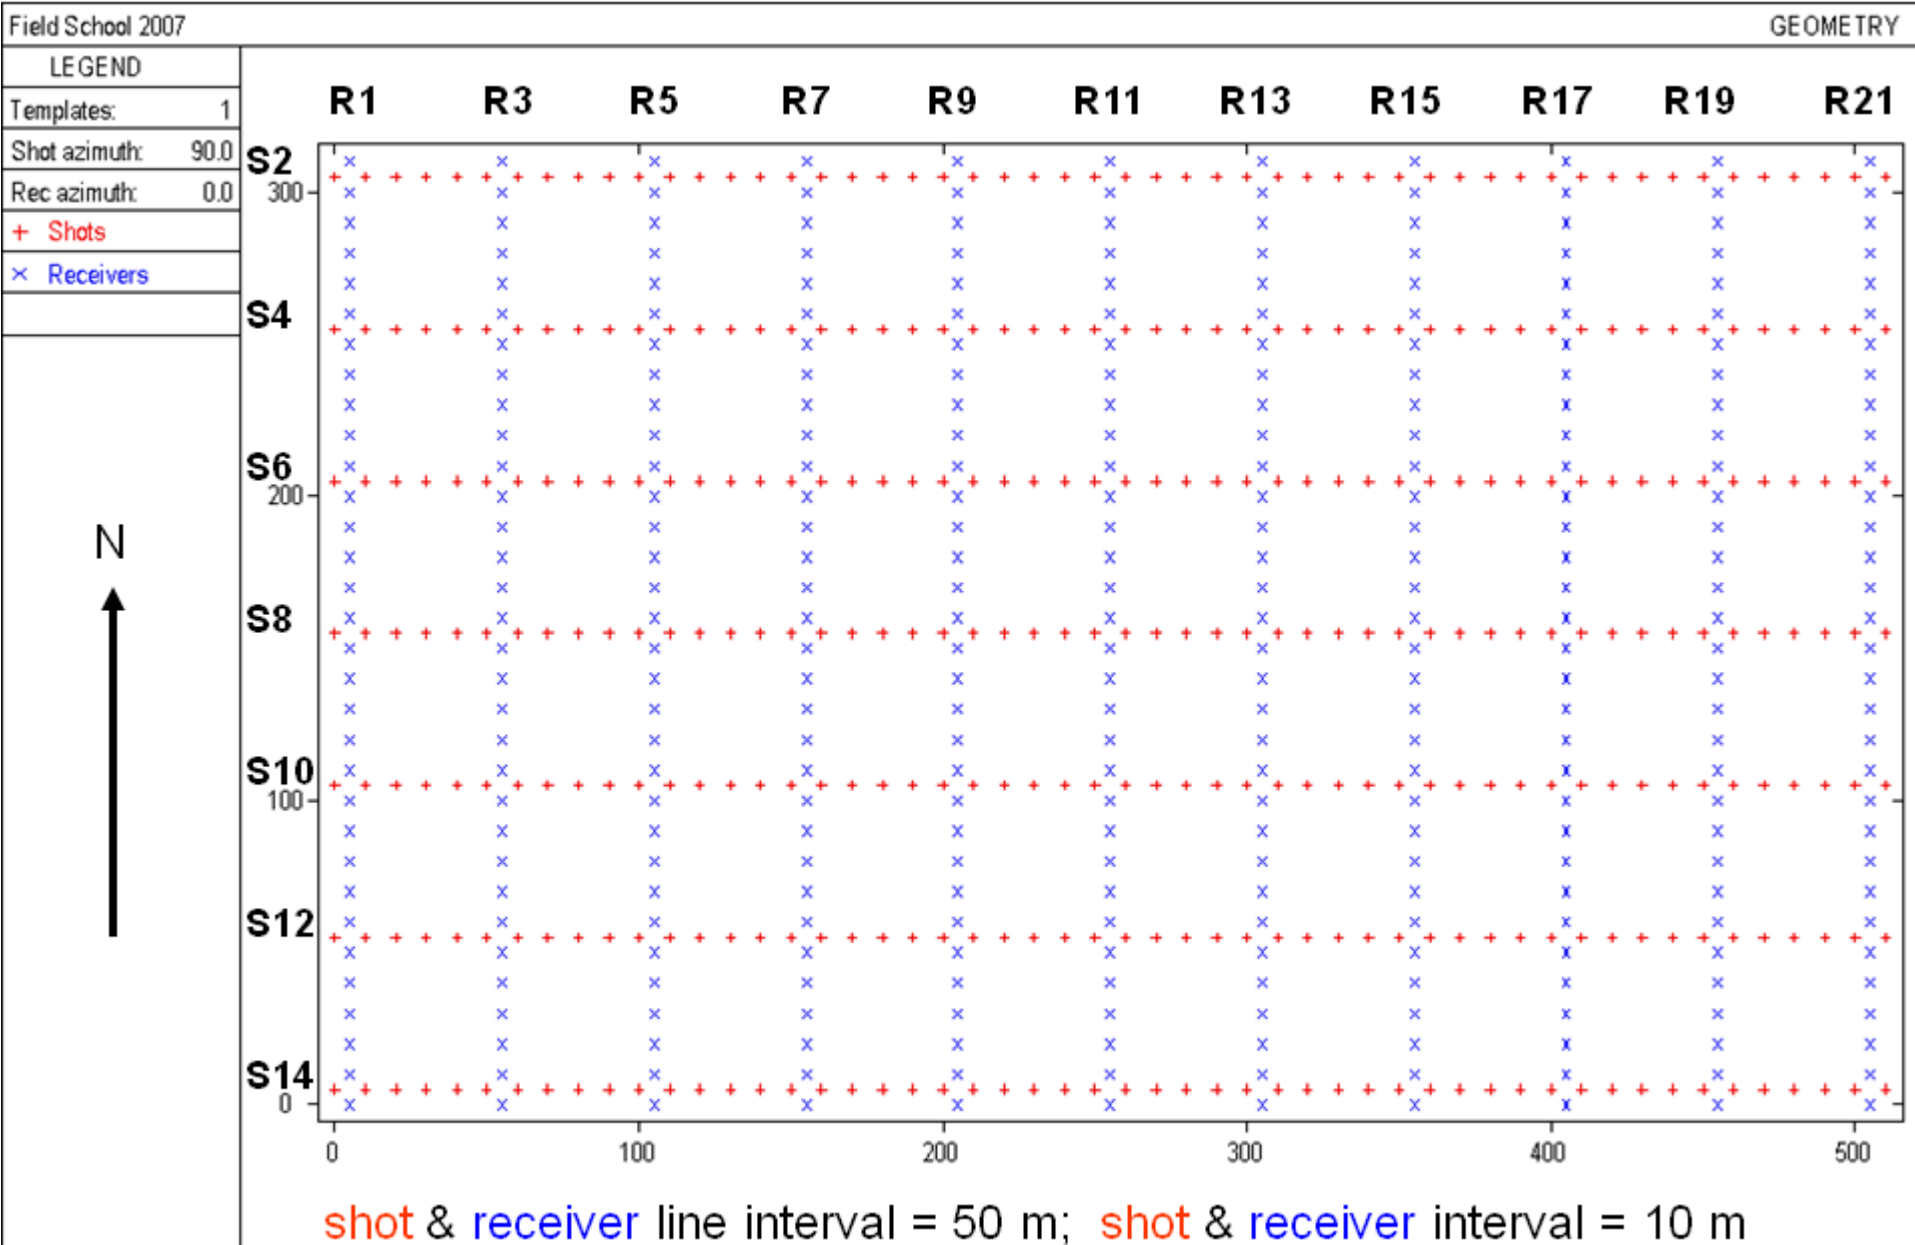 Field School 2007 GEOMETRY
LEGEND
Templates: 1
Shot azimuth: 90.0
Rec azimuth: 0.0
+ Shots
× Receivers
N
R1 R3 R5 R7 R9 R11 R13 R15 R17 R19 R21
S2
300
S4
S6
200
S8
S10
100
S12
S14
0
0 100 200 300 400 500
shot & receiver line interval = 50 m; shot & receiver interval = 10 m